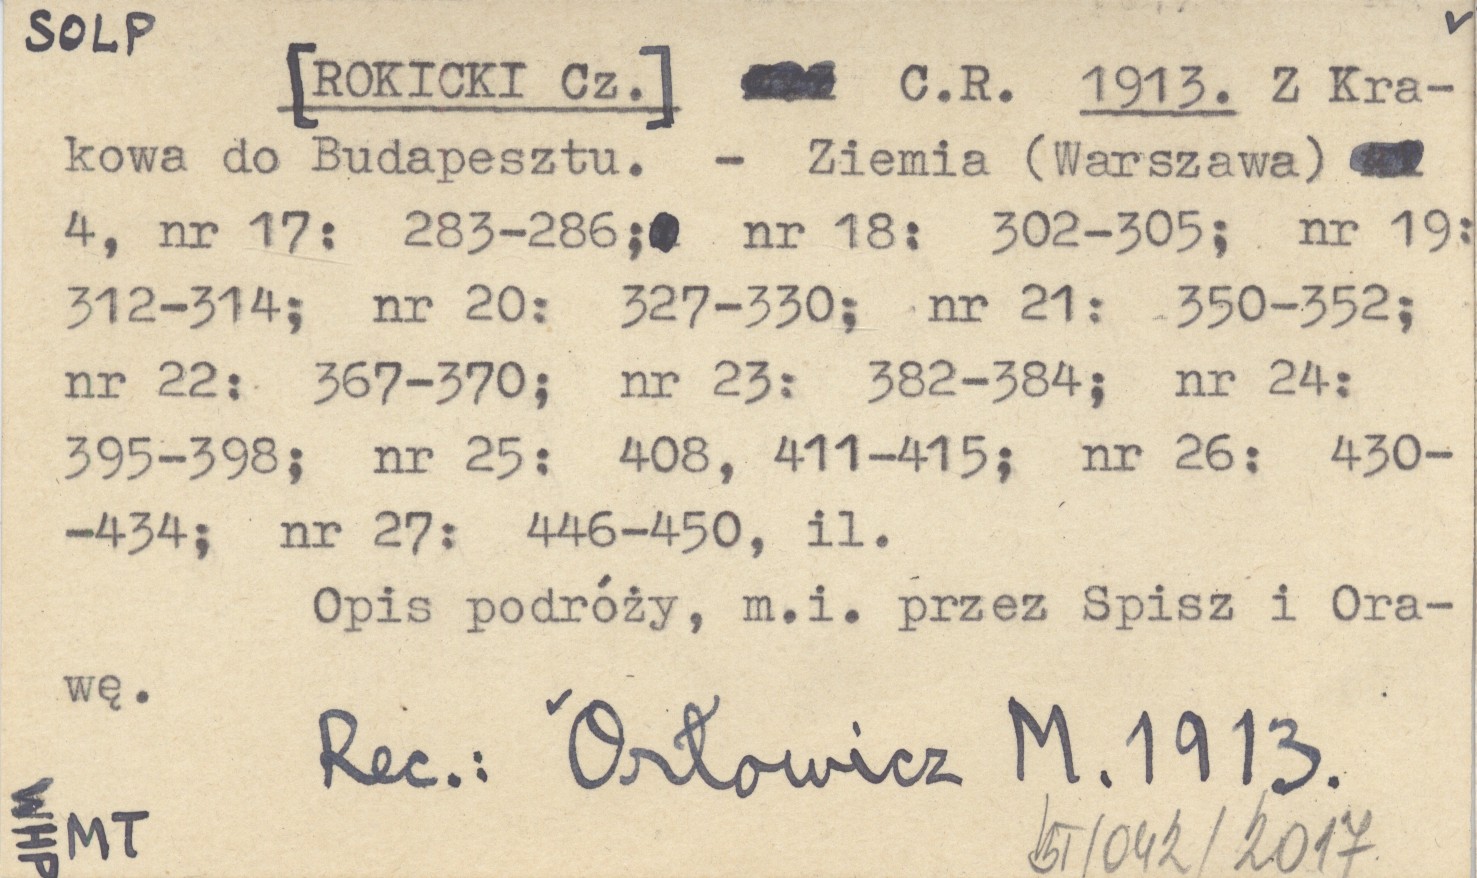 SOLP
[ROKICKI Cz.] C.R. 1913. Z Kra-
kowa do Budapesztu. - Ziemia (Warszawa)
4, nr 17: 283-286; nr 18: 302-305; nr 19:
312-314; nr 20: 327-330; nr 21: 350-352;
nr 22: 367-370; nr 23: 382-384; nr 24:
395-398; nr 25: 408, 411-415; nr 26: 430-
-434; nr 27: 446-450, il.
Opis podróży, m.i. przez Spisz i Ora-
wę.
Rec.: Orłowicz M. 1913.
WHP
MT
/042/2017